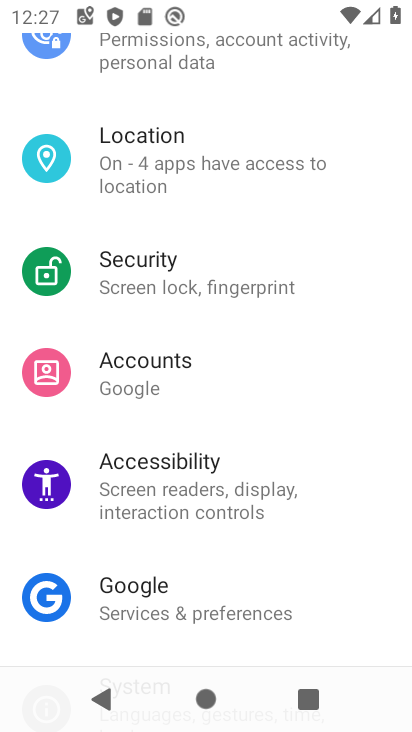 12:27
Permissions, account activity,
personal data
Location
On - 4 apps have access to
location
Security
Screen lock, fingerprint
Accounts
Google
Accessibility
Screen readers, display,
interaction controls
Google
Services & preferences
System
Languages, gestures, time,